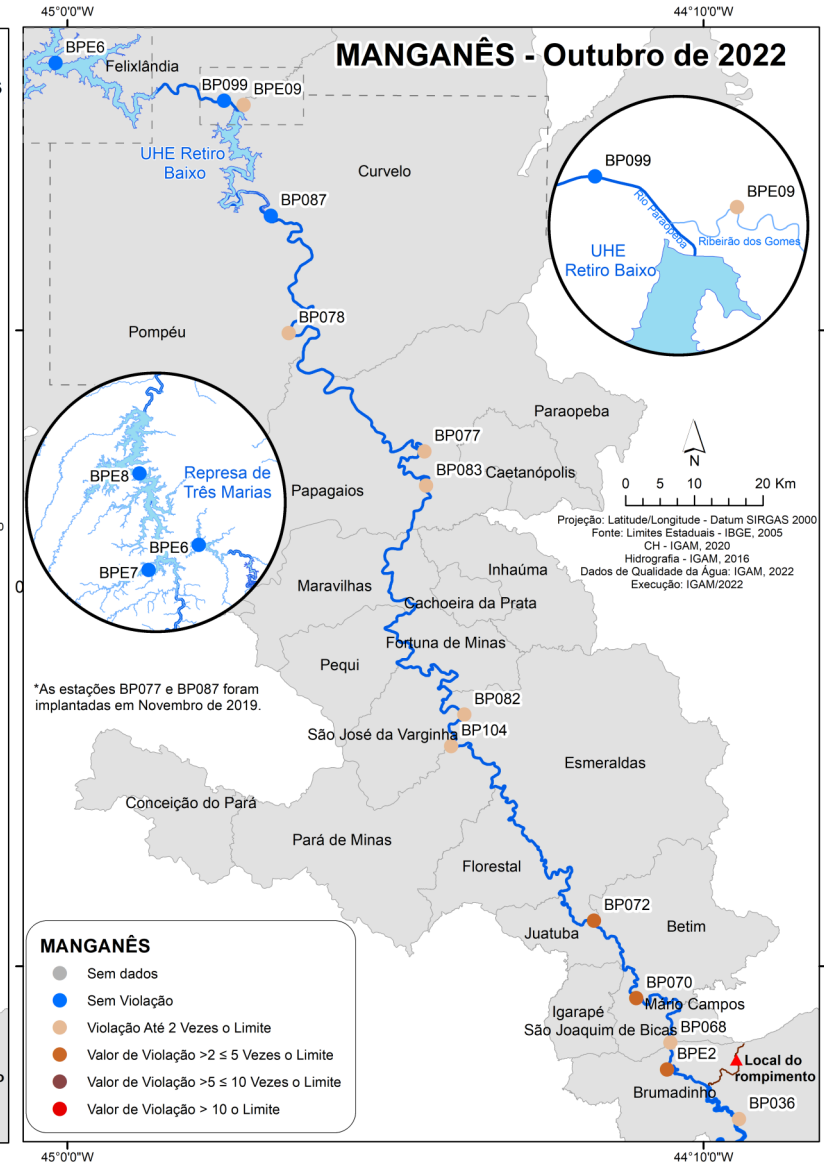 45°0'0"W
44°10'0"W
MANGANÊS - Outubro de 2022
BPE6
Felixlândia
BP099
BPE09
UHE Retiro
Baixo
Curvelo
BP087
BP099
BPE09
Rio Paraopeba
Ribeirão dos Gomes
UHE
Retiro Baixo
BP078
Pompéu
Paraopeba
BP077
BP083
Caetanópolis
Papagaios
BPE8
Represa de
Três Marias
BPE6
BPE7
N
0 5 10 20 Km
Projeção: Latitude/Longitude - Datum SIRGAS 2000
Fonte: Limites Estaduais - IBGE, 2005
CH - IGAM, 2020
Hidrografia - IGAM, 2016
Dados de Qualidade da Água: IGAM, 2022
Execução: IGAM/2022
Inhaúma
Maravilhas
Cachoeira da Prata
Fortuna de Minas
Pequi
*As estações BP077 e BP087 foram
implantadas em Novembro de 2019.
BP082
São José da Varginha
BP104
Esmeraldas
Conceição do Pará
Pará de Minas
Florestal
BP072
Juatuba
Betim
BP070
Mário Campos
Igarapé
São Joaquim de Bicas
BP068
BPE2
Local do
rompimento
Brumadinho
BP036
MANGANÊS
Sem dados
Sem Violação
Violação Até 2 Vezes o Limite
Valor de Violação >2 ≤ 5 Vezes o Limite
Valor de Violação >5 ≤ 10 Vezes o Limite
Valor de Violação > 10 o Limite
45°0'0"W
44°10'0"W